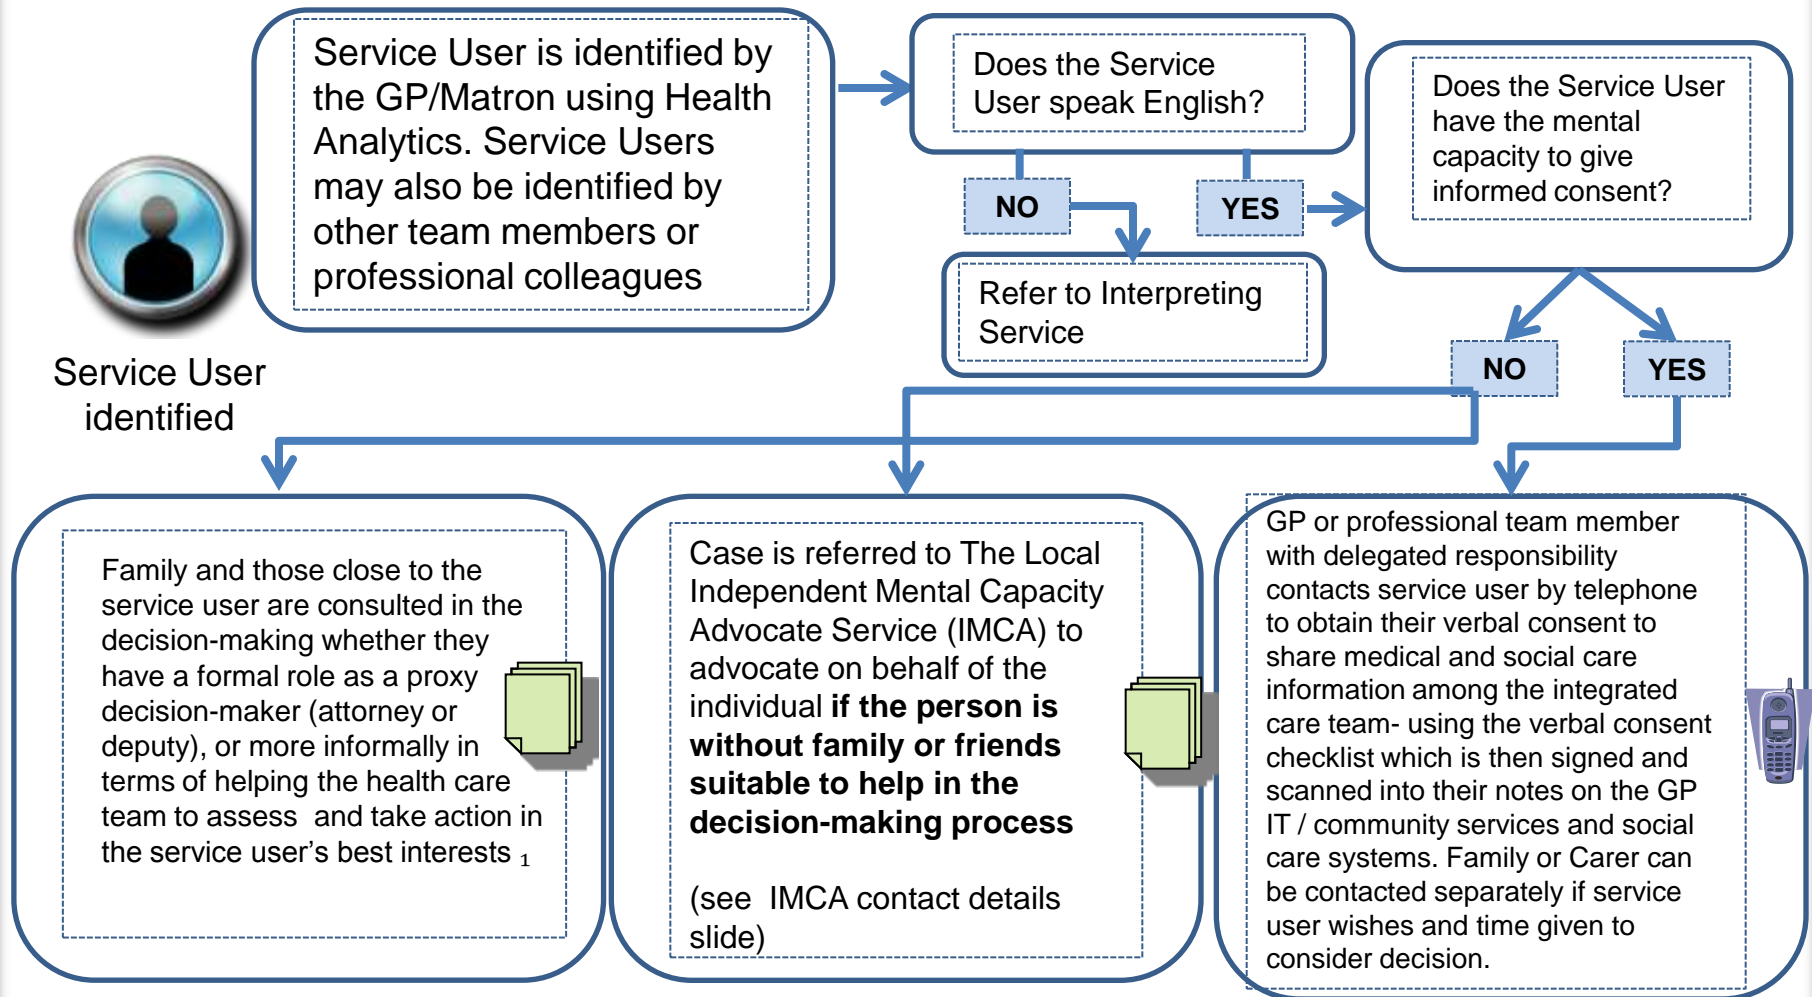 Service User is identified by
the GP/Matron using Health
Analytics. Service Users
may also be identified by
other team members or
professional colleagues
Service User
identified
Does the Service
User speak English?
NO
YES
Refer to Interpreting
Service
Does the Service User
have the mental
capacity to give
informed consent?
NO
YES
Family and those close to the
service user are consulted in the
decision-making whether they
have a formal role as a proxy
decision-maker (attorney or
deputy), or more informally in
terms of helping the health care
team to assess  and take action in
the service user’s best interests 1
Case is referred to The Local
Independent Mental Capacity
Advocate Service (IMCA) to
advocate on behalf of the
individual if the person is
without family or friends
suitable to help in the
decision-making process
(see  IMCA contact details
slide)
GP or professional team member
with delegated responsibility
contacts service user by telephone
to obtain their verbal consent to
share medical and social care
information among the integrated
care team- using the verbal consent
checklist which is then signed and
scanned into their notes on the GP
IT / community services and social
care systems. Family or Carer can
be contacted separately if service
user wishes and time given to
consider decision.